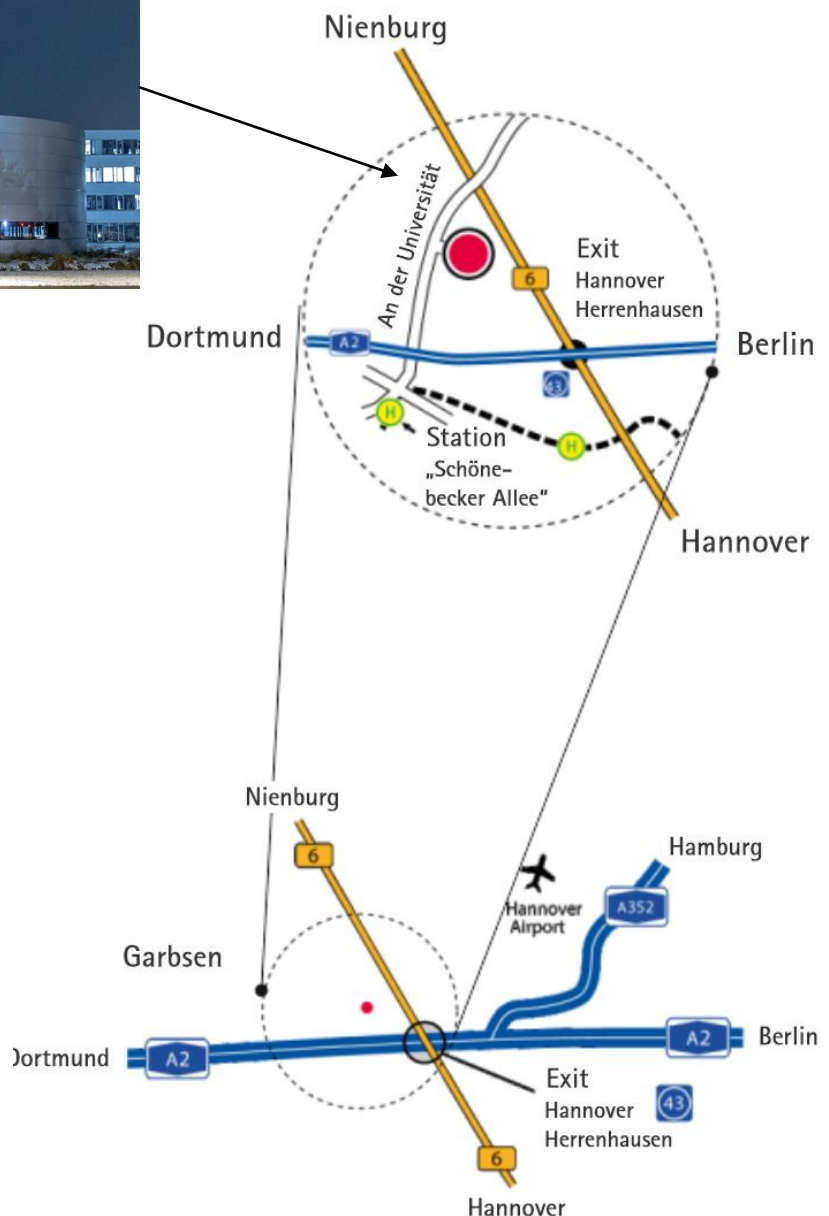 Nienburg
An der Universität
6
Exit
Hannover
Herrenhausen
Dortmund
A2
Berlin
43
H
H
Station
„Schöne-
becker Allee“
Hannover
Nienburg
6
Hamburg
A352
Hannover
Airport
Garbsen
Dortmund
A2
A2
Berlin
Exit
Hannover
Herrenhausen
43
6
Hannover